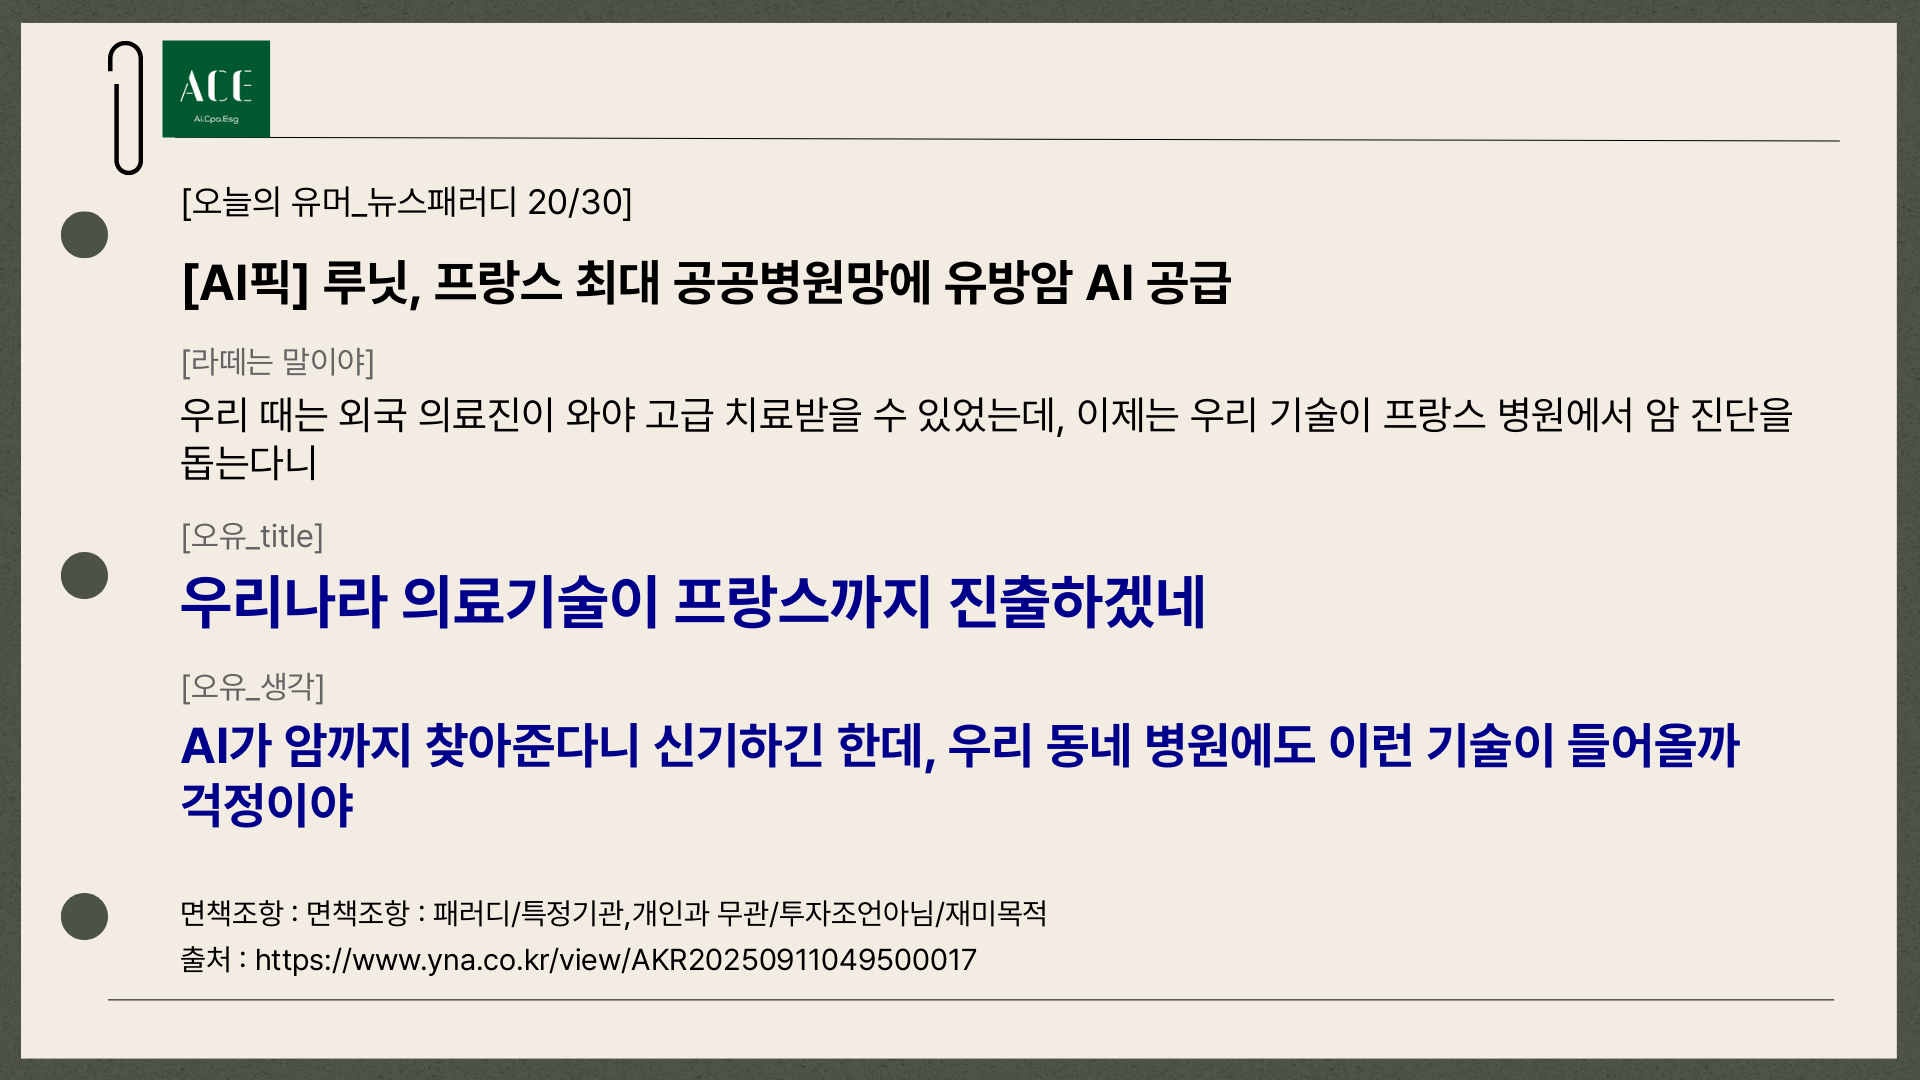 ACE
Ai.Cpa.Esg
[오늘의 유머_뉴스패러디 20/30]
[AI픽] 루닛, 프랑스 최대 공공병원망에 유방암 AI 공급
[라떼는 말이야]
우리 때는 외국 의료진이 와야 고급 치료받을 수 있었는데, 이제는 우리 기술이 프랑스 병원에서 암 진단을
돕는다니
[오유_title]
우리나라 의료기술이 프랑스까지 진출하겠네
[오유_생각]
AI가 암까지 찾아준다니 신기하긴 한데, 우리 동네 병원에도 이런 기술이 들어올까
걱정이야
면책조항 : 면책조항 : 패러디/특정기관,개인과 무관/투자조언아님/재미목적
출처 : https://www.yna.co.kr/view/AKR20250911049500017